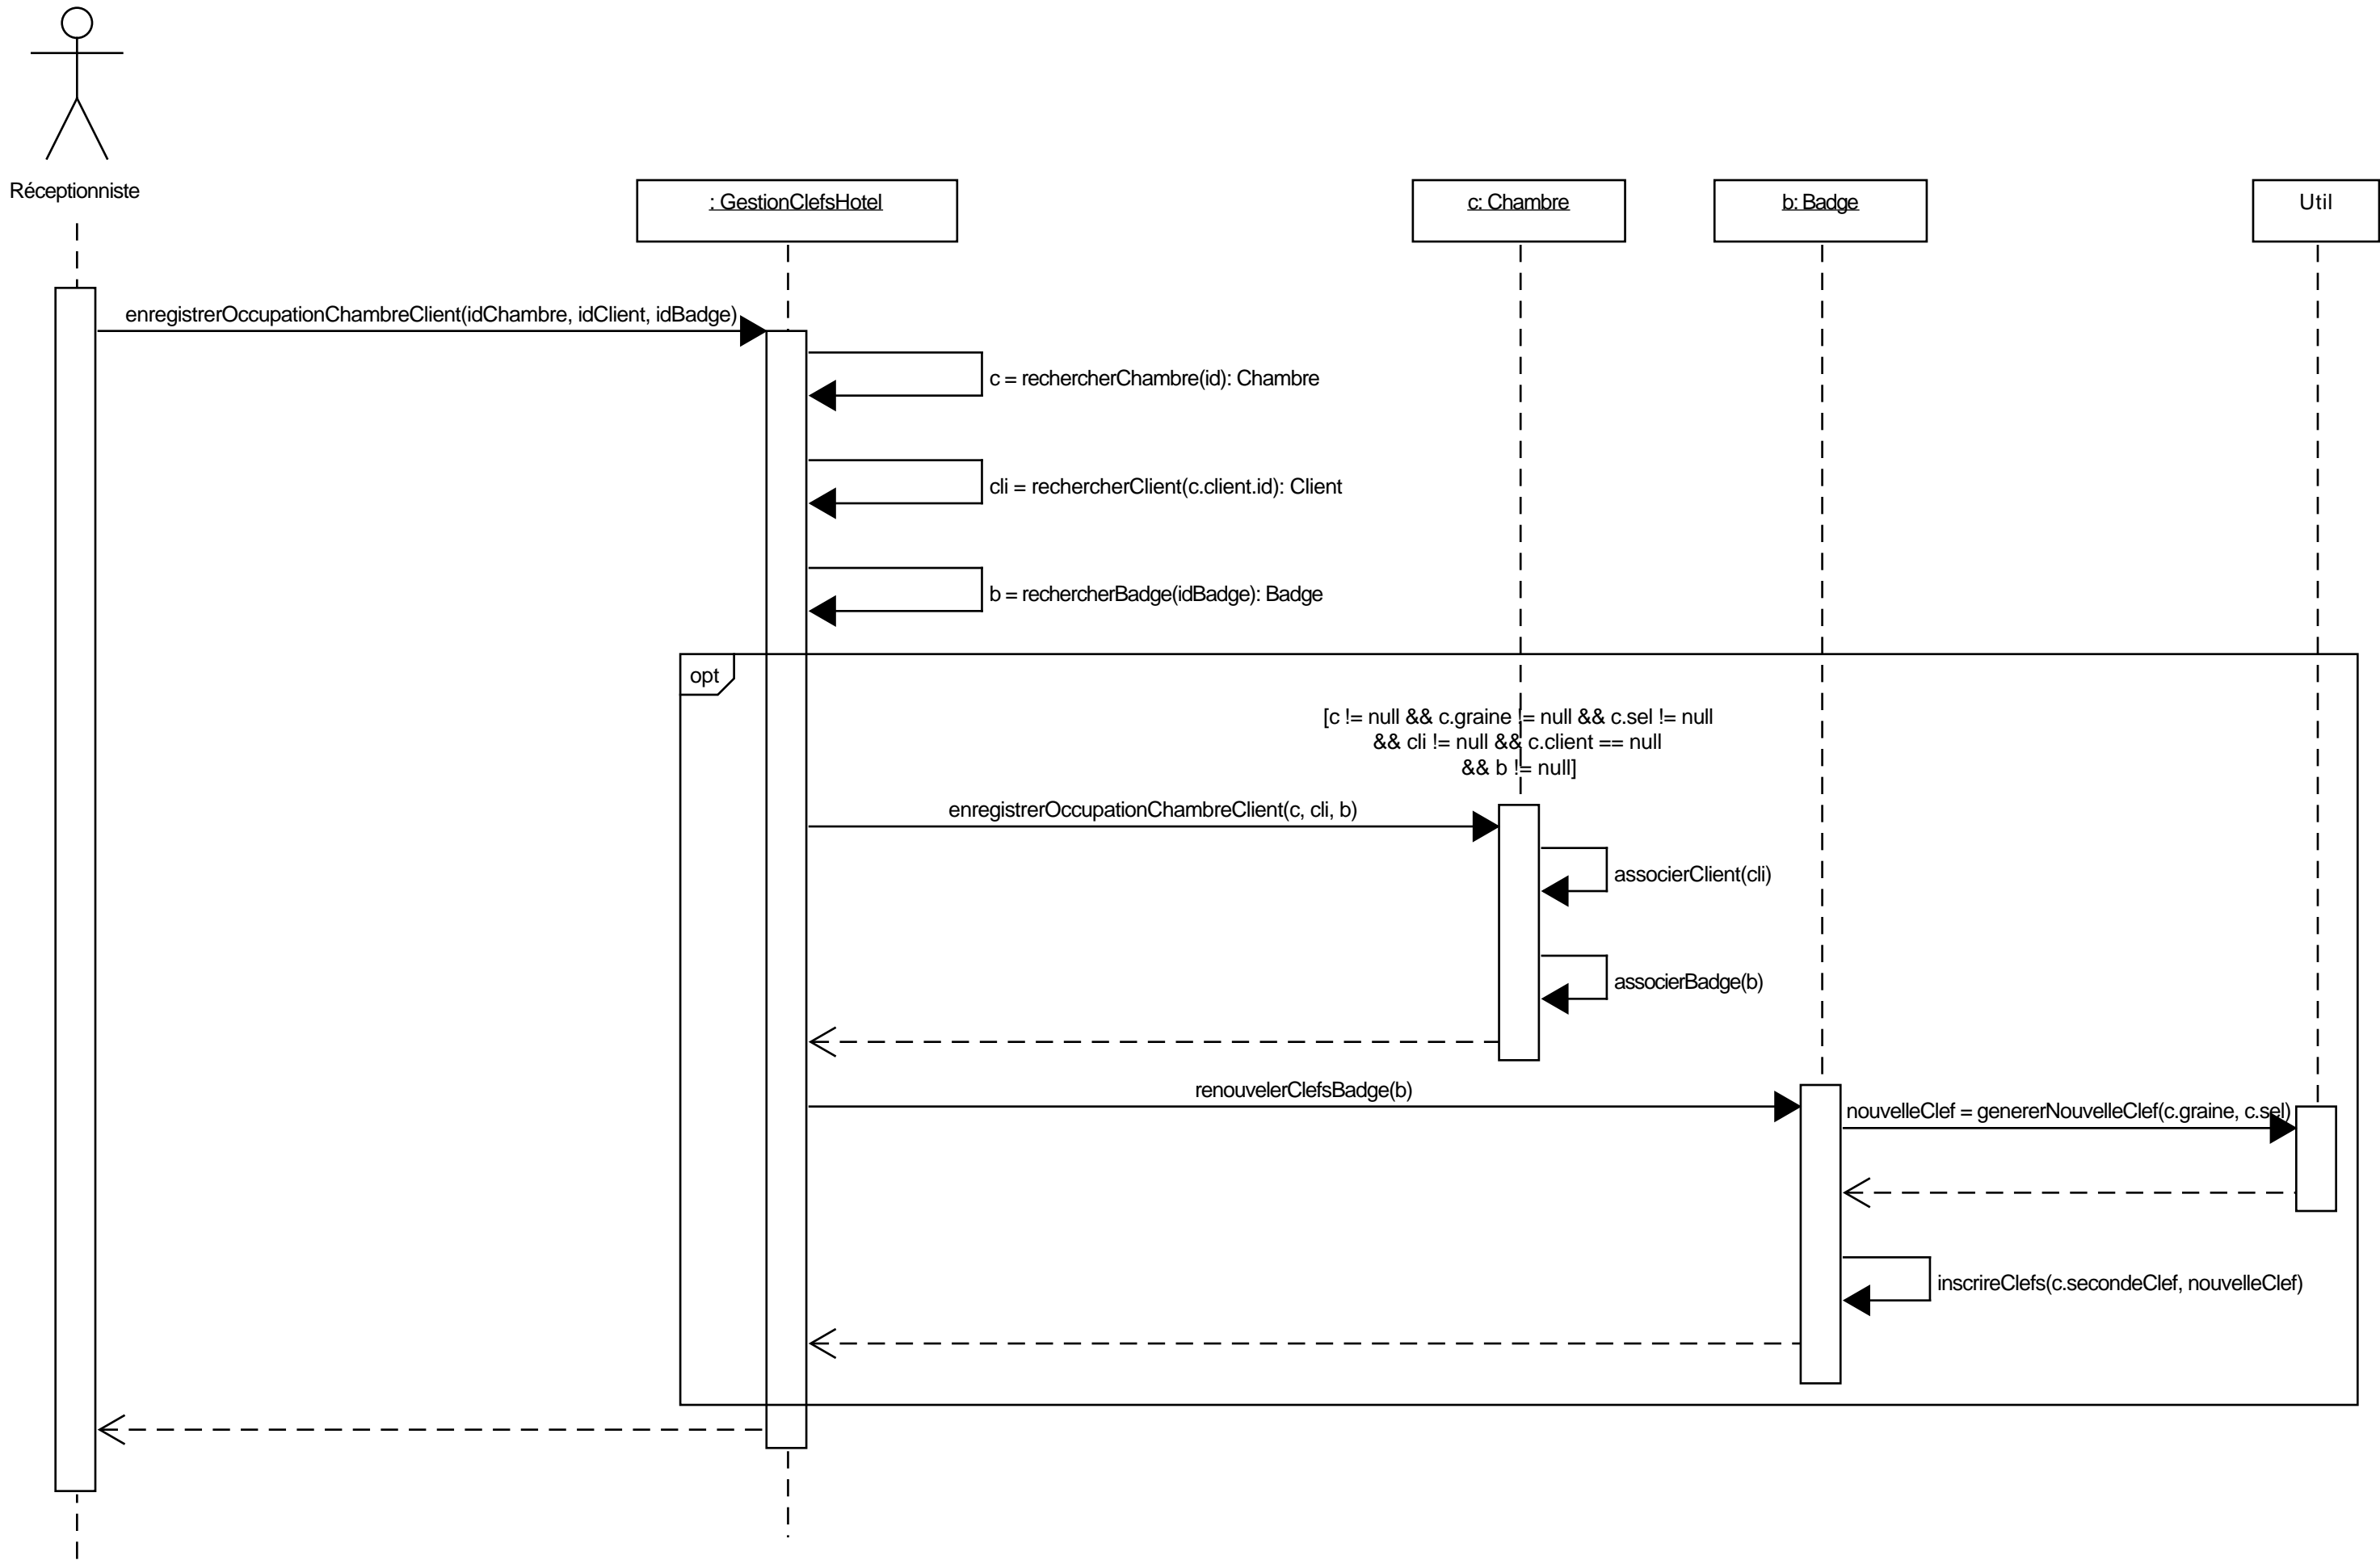 Réceptionniste
: GestionClefsHotel
c: Chambre
b: Badge
Util
enregistrerOccupationChambreClient(idChambre, idClient, idBadge)
c = rechercherChambre(id): Chambre
cli = rechercherClient(c.client.id): Client
b = rechercherBadge(idBadge): Badge
opt
[c != null && c.graine != null && c.sel != null
&& cli != null && c.client == null
&& b != null]
enregistrerOccupationChambreClient(c, cli, b)
associerClient(cli)
associerBadge(b)
renouvelerClefsBadge(b)
nouvelleClef = genererNouvelleClef(c.graine, c.sel)
inscrireClefs(c.secondeClef, nouvelleClef)